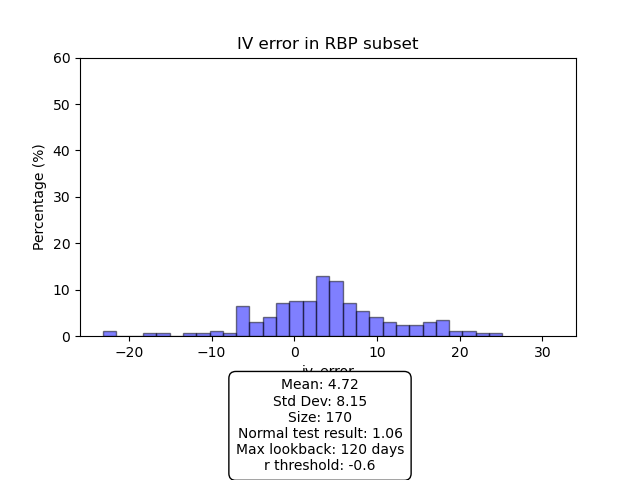 IV error in RBP subset
60
50
40
30
20
10
0
Percentage (%)
−20 −10 0 10 20 30
iv_error
Mean: 4.72
Std Dev: 8.15
Size: 170
Normal test result: 1.06
Max lookback: 120 days
r threshold: -0.6